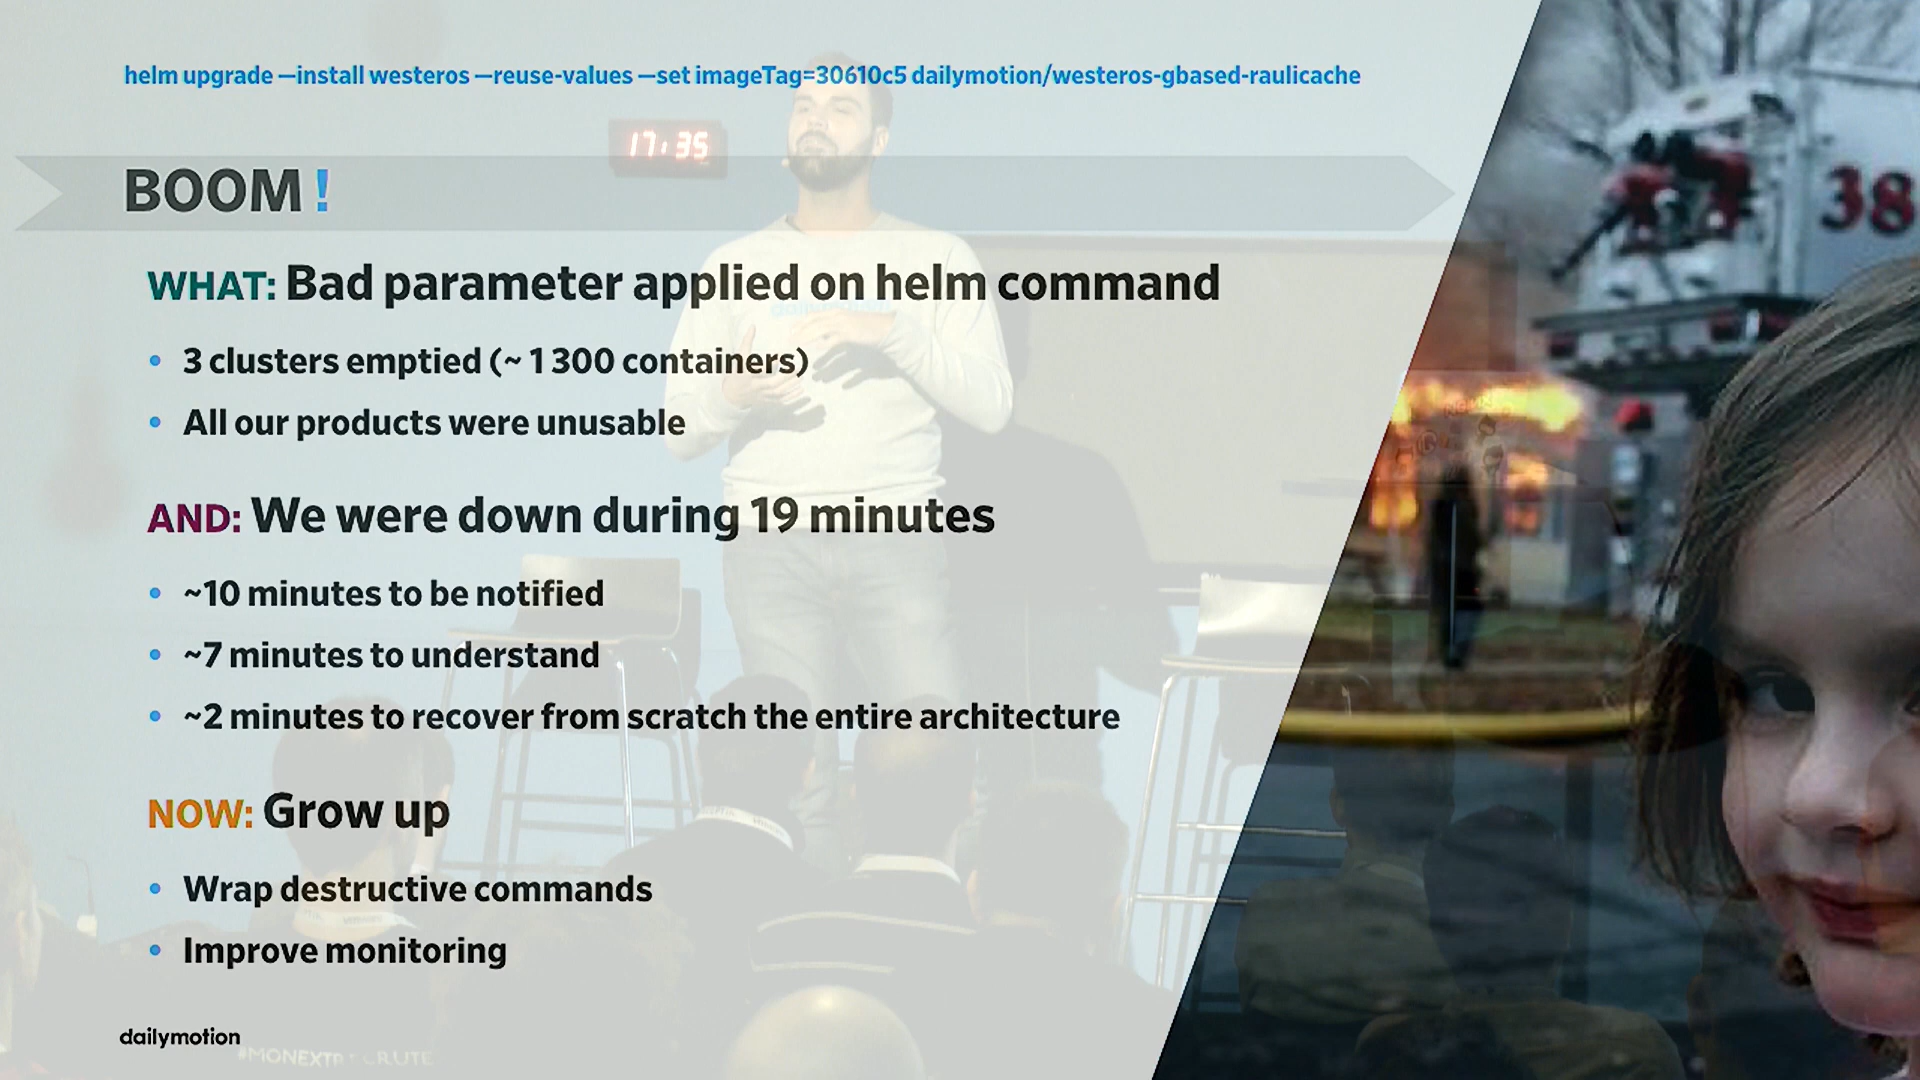 helm upgrade —install westeros —reuse-values —set imageTag=30610c5 dailymotion/westeros-gbased-raulicache
17:35
BOOM !
38
WHAT: Bad parameter applied on helm command
• 3 clusters emptied (~ 1 300 containers)
• All our products were unusable
AND: We were down during 19 minutes
• ~10 minutes to be notified
• ~7 minutes to understand
• ~2 minutes to recover from scratch the entire architecture
NOW: Grow up
• Wrap destructive commands
• Improve monitoring
dailymotion